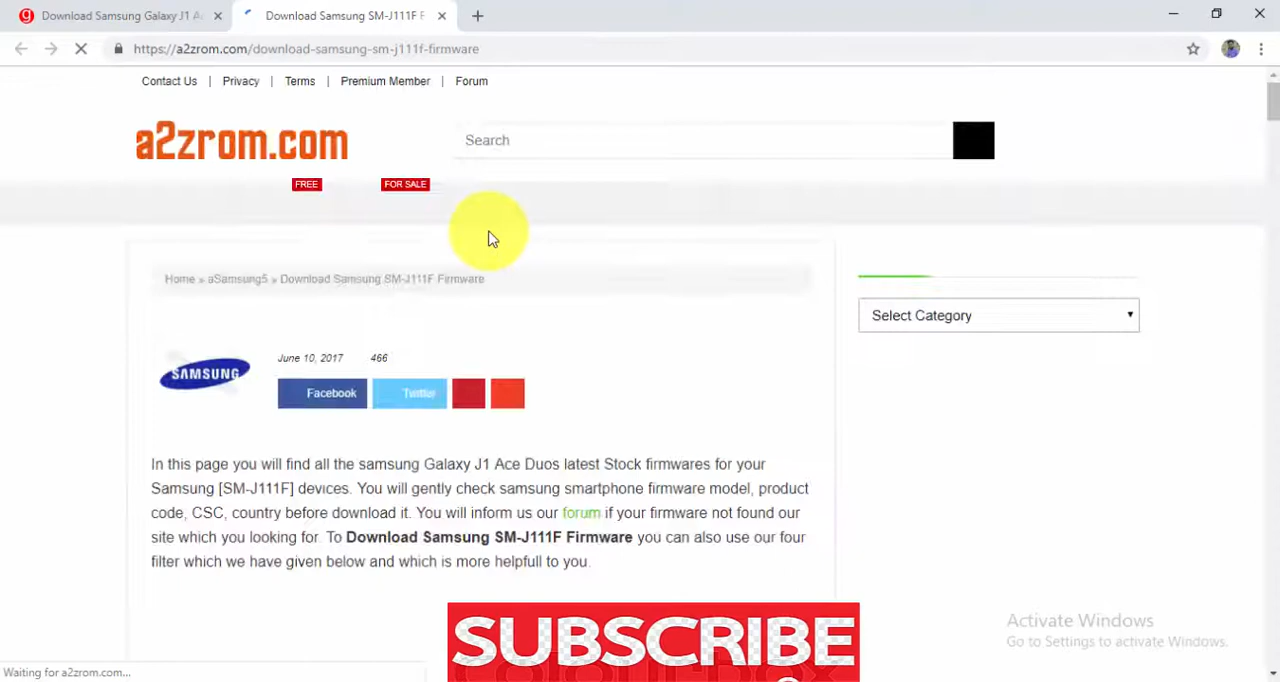 Download Samsung Galaxy J1 A
Download Samsung SM-J111F F
https://a2zrom.com/download-samsung-sm-j111f-firmware
Contact Us | Privacy | Terms | Premium Member | Forum
a2zrom.com
Search
FREE
FOR SALE
Home » aSamsung5 » Download Samsung SM-J111F Firmware
Select Category
SAMSUNG
June 10, 2017 466
Facebook
Twitter
In this page you will find all the samsung Galaxy J1 Ace Duos latest Stock firmwares for your
Samsung [SM-J111F] devices. You will gently check samsung smartphone firmware model, product
code, CSC, country before download it. You will inform us our forum if your firmware not found our
site which you looking for. To Download Samsung SM-J111F Firmware you can also use our four
filter which we have given below and which is more helpfull to you.
SUBSCRIBE
Activate Windows
Go to Settings to activate Windows.
Waiting for a2zrom.com...